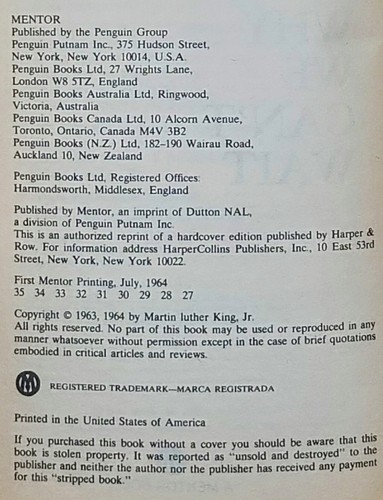 MENTOR
Published by the Penguin Group
Penguin Putnam Inc., 375 Hudson Street,
New York, New York 10014, U.S.A.
Penguin Books Ltd, 27 Wrights Lane,
London W8 5TZ, England
Penguin Books Australia Ltd, Ringwood,
Victoria, Australia
Penguin Books Canada Ltd, 10 Alcorn Avenue,
Toronto, Ontario, Canada M4V 3B2
Penguin Books (N.Z.) Ltd, 182–190 Wairau Road,
Auckland 10, New Zealand
Penguin Books Ltd, Registered Offices:
Harmondsworth, Middlesex, England
Published by Mentor, an imprint of Dutton NAL,
a division of Penguin Putnam Inc.
This is an authorized reprint of a hardcover edition published by Harper &
Row. For information address HarperCollins Publishers, Inc., 10 East 53rd
Street, New York, New York 10022.
First Mentor Printing, July, 1964
35 34 33 32 31 30 29 28 27
Copyright © 1963, 1964 by Martin luther King, Jr.
All rights reserved. No part of this book may be used or reproduced in any
manner whatsoever without permission except in the case of brief quotations
embodied in critical articles and reviews.
REGISTERED TRADEMARK—MARCA REGISTRADA
Printed in the United States of America
If you purchased this book without a cover you should be aware that this
book is stolen property. It was reported as "unsold and destroyed" to the
publisher and neither the author nor the publisher has received any payment
for this "stripped book."